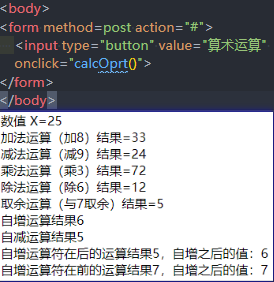 <body>
<form method=post action="#">
<input type="button" value="算术运算"
onclick="calcOprt()">
</form>
</body>
数值 X=25
加法运算（加8）结果=33
减法运算（减9）结果=24
乘法运算（乘3）结果=72
除法运算（除6）结果=12
取余运算（与7取余）结果=5
自增运算结果6
自减运算结果5
自增运算符在后的运算结果5，自增之后的值：6
自增运算符在前的运算结果7，自增之后的值：7